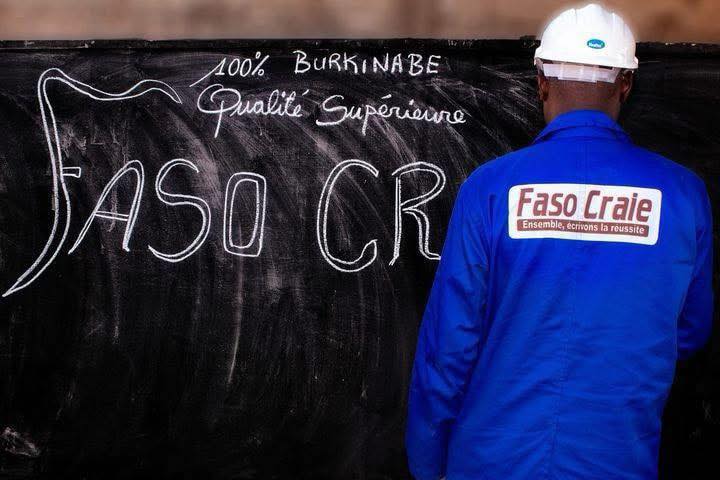 100% BURKINABE
Qualité Supérieure
FASO CR
Faso Craie
Ensemble, écrivons la réussite